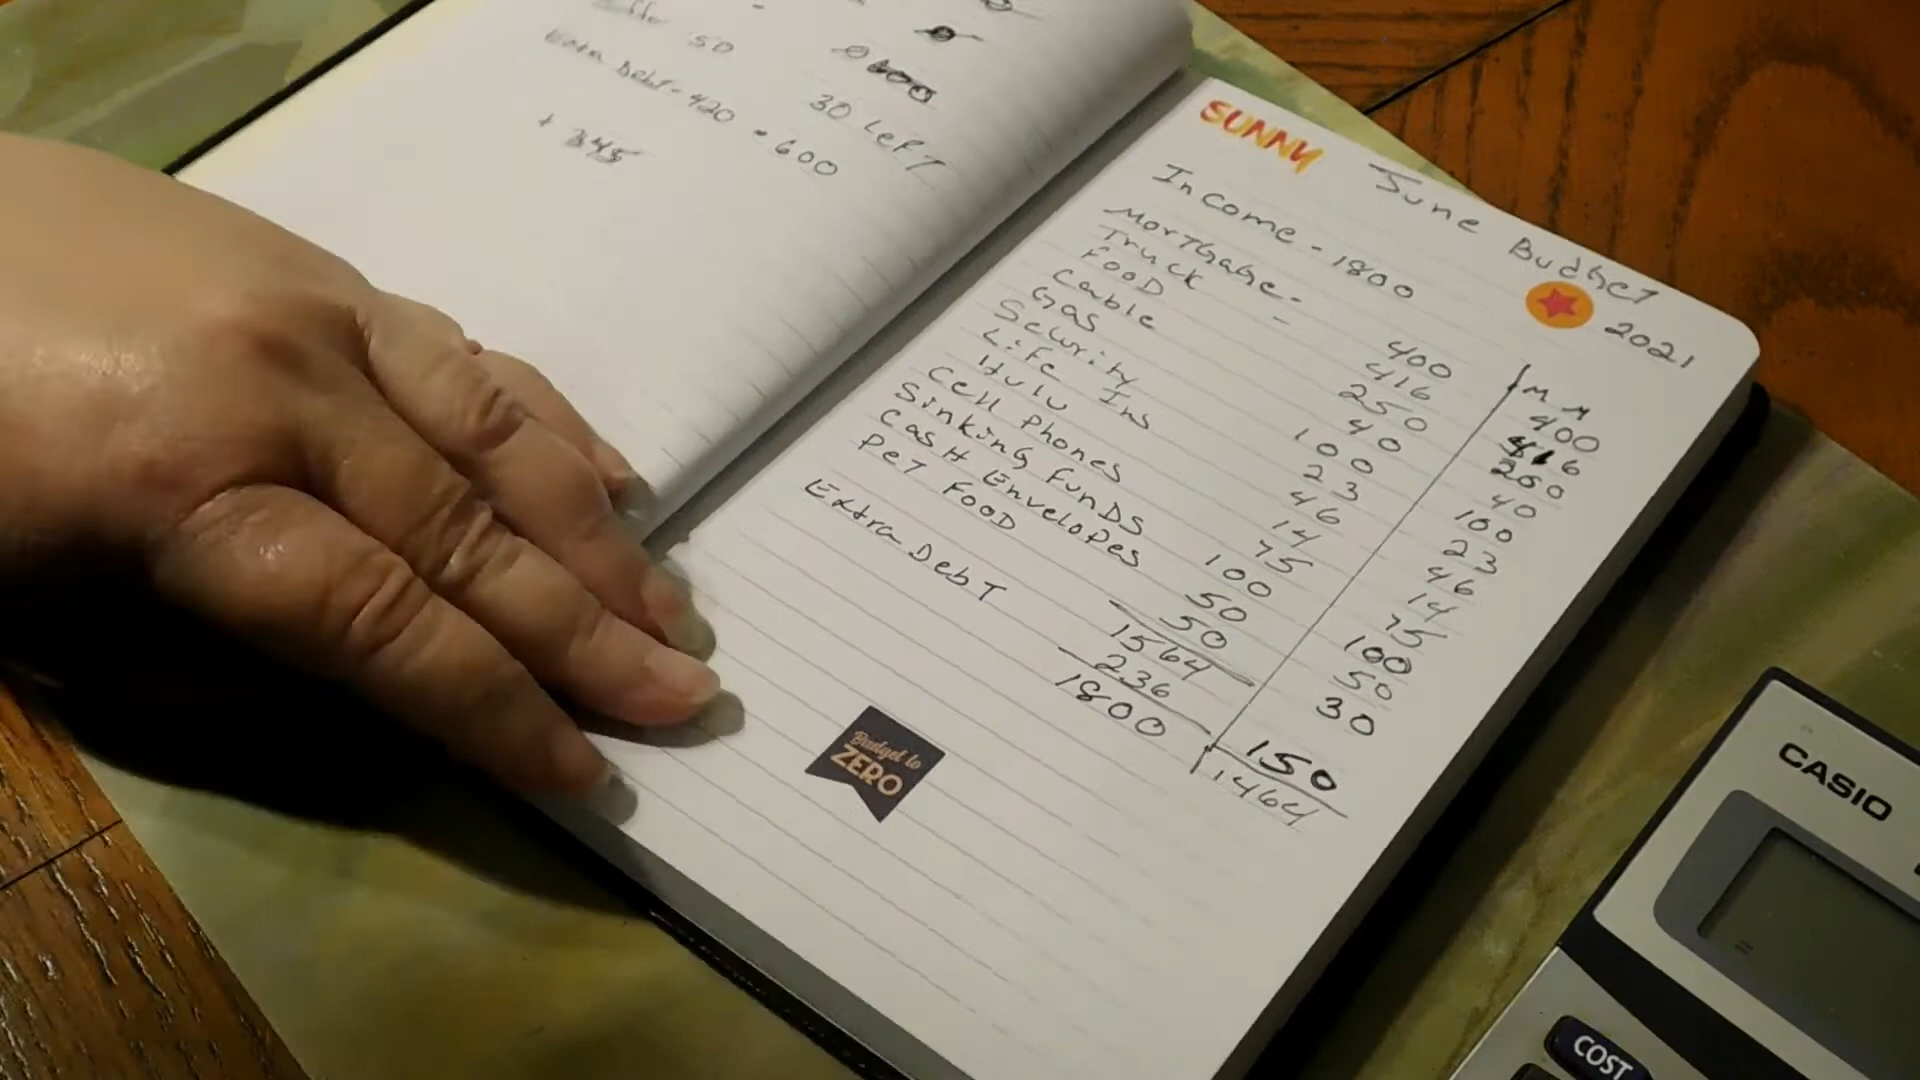 50
Extra Debt - 420 = 600
+ 345
30 Left
SUNNY June Budget
2021
Income - 1800
Mortgage - 400
Truck - 416
Food 250
Cable 40
Gas 100
Security 23
Life Ins 46
Hulu 14
Cell Phones 75
Sinking Funds 100
Cash Envelopes 50
Pet Food 50
1564
Extra Debt 236
1800
M M
400
416
40
100
23
46
14
75
100
50
30
150
1464
Budget to
ZERO
CASIO
COST